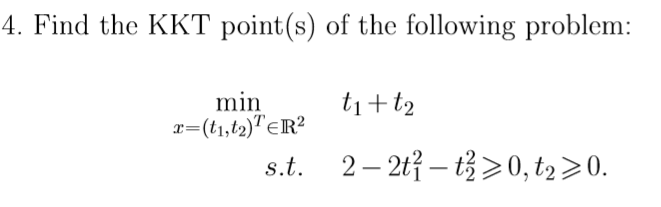 4. Find the KKT point(s) of the following problem:
min t₁+t₂
x=(t₁,t₂)ᵀ∈ℝ²
s.t. 2−2t₁²−t₂²⩾0, t₂⩾0.